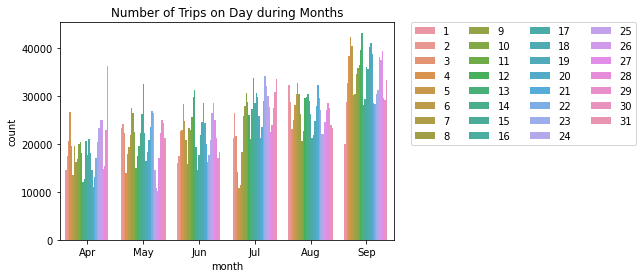 Number of Trips on Day during Months
count
40000
30000
20000
10000
0
Apr May Jun Jul Aug Sep
month
1 9 17 25
2 10 18 26
3 11 19 27
4 12 20 28
5 13 21 29
6 14 22 30
7 15 23 31
8 16 24